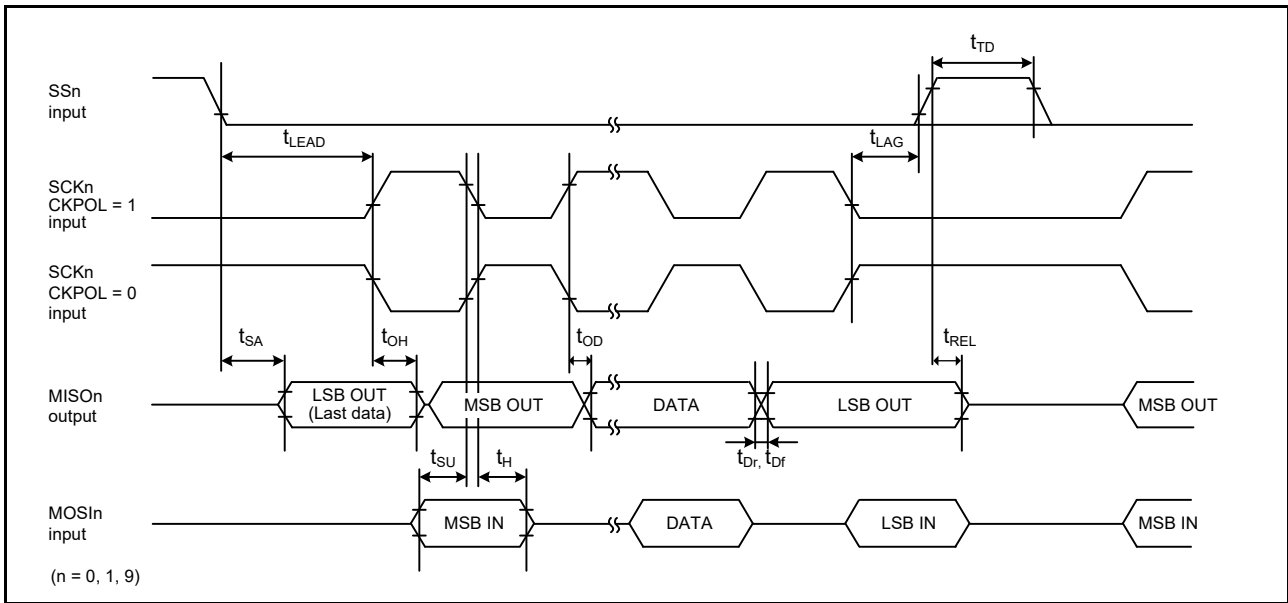 tTD
SSn
input
tLEAD
tLAG
SCKn
CKPOL = 1
input
SCKn
CKPOL = 0
input
tSA
tOH
tOD
tREL
MISOn
output
LSB OUT
(Last data)
MSB OUT
DATA
LSB OUT
MSB OUT
tSU
tH
tDr, tDf
MOSIn
input
MSB IN
DATA
LSB IN
MSB IN
(n = 0, 1, 9)